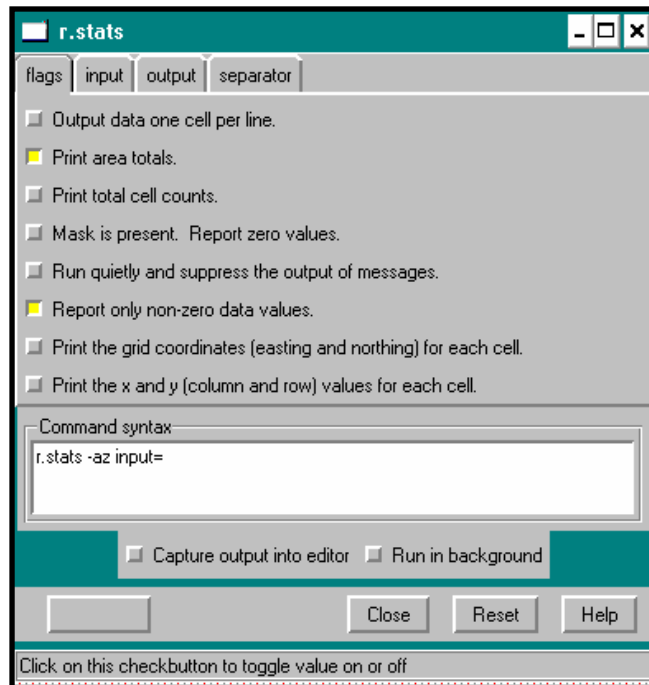 r.stats
flags input output separator
Output data one cell per line.
Print area totals.
Print total cell counts.
Mask is present. Report zero values.
Run quietly and suppress the output of messages.
Report only non-zero data values.
Print the grid coordinates (easting and northing) for each cell.
Print the x and y (column and row) values for each cell.
Command syntax
r.stats -az input=
Capture output into editor Run in background
Close Reset Help
Click on this checkbutton to toggle value on or off